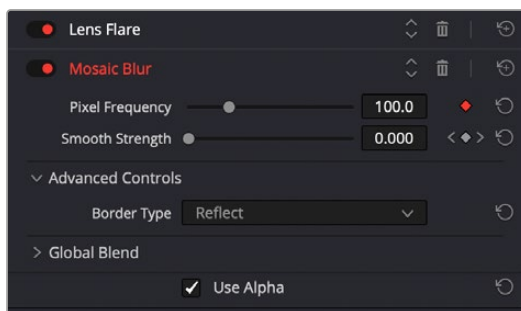 Lens Flare
Mosaic Blur
Pixel Frequency 100.0
Smooth Strength 0.000
Advanced Controls
Border Type Reflect
Global Blend
Use Alpha